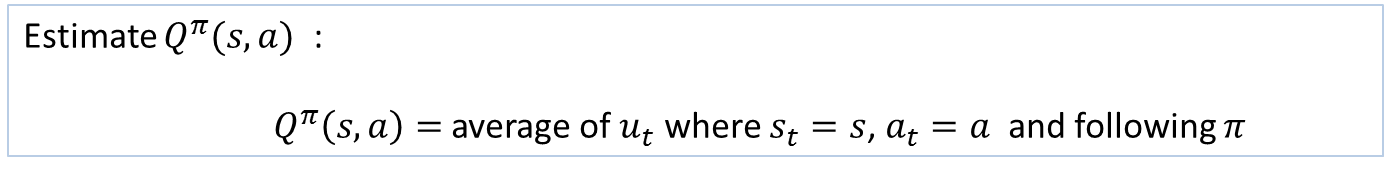 Estimate Q^π(s, a) :
Q^π(s, a) = average of u_t where s_t = s, a_t = a and following π